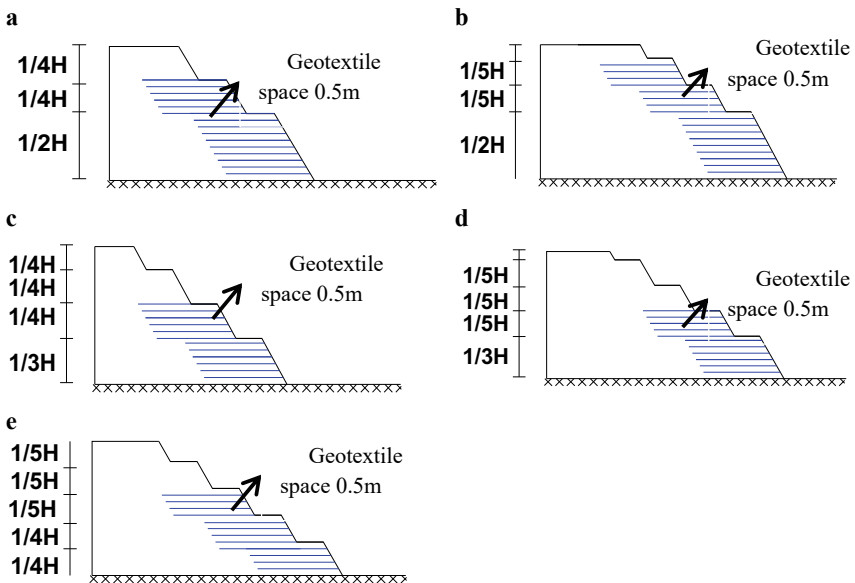 a
1/4H
1/4H
1/2H
Geotextile
space 0.5m
b
1/5H
1/5H
1/2H
Geotextile
space 0.5m
c
1/4H
1/4H
1/4H
1/3H
Geotextile
space 0.5m
d
1/5H
1/5H
1/5H
1/3H
Geotextile
space 0.5m
e
1/5H
1/5H
1/5H
1/4H
1/4H
Geotextile
space 0.5m